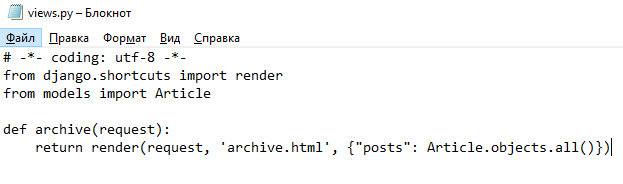 views.py – Блокнот
Файл Правка Формат Вид Справка
# -*- coding: utf-8 -*-
from django.shortcuts import render
from models import Article
def archive(request):
    return render(request, 'archive.html', {"posts": Article.objects.all()})